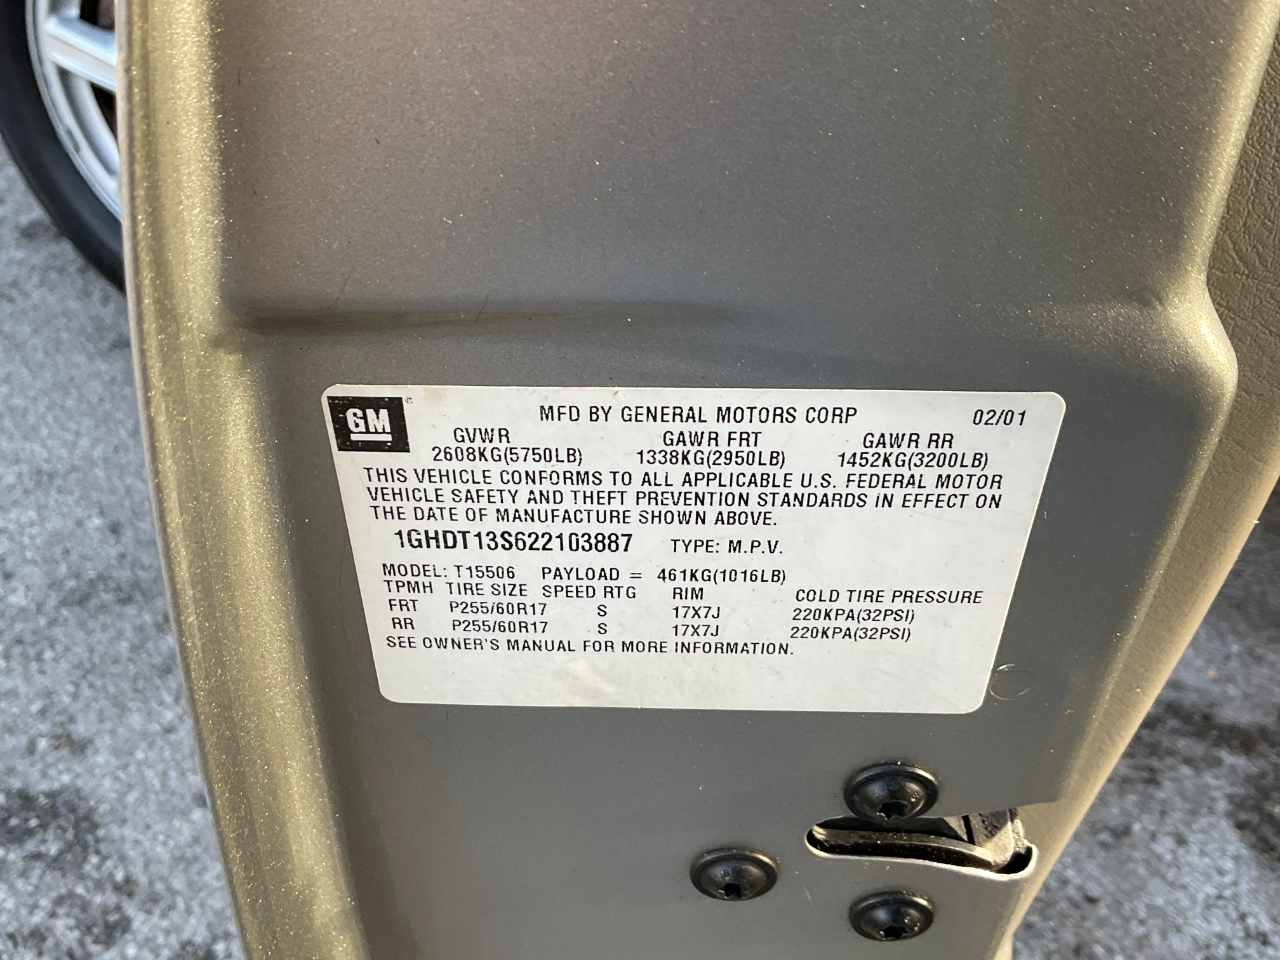 GM ® MFD BY GENERAL MOTORS CORP 02/01
GVWR GAWR FRT GAWR RR
2608KG(5750LB) 1338KG(2950LB) 1452KG(3200LB)
THIS VEHICLE CONFORMS TO ALL APPLICABLE U.S. FEDERAL MOTOR
VEHICLE SAFETY AND THEFT PREVENTION STANDARDS IN EFFECT ON
THE DATE OF MANUFACTURE SHOWN ABOVE.
1GHDT13S622103887 TYPE: M.P.V.
MODEL: T15506 PAYLOAD = 461KG(1016LB)
TPMH TIRE SIZE SPEED RTG RIM COLD TIRE PRESSURE
FRT P255/60R17 S 17X7J 220KPA(32PSI)
RR P255/60R17 S 17X7J 220KPA(32PSI)
SEE OWNER'S MANUAL FOR MORE INFORMATION.